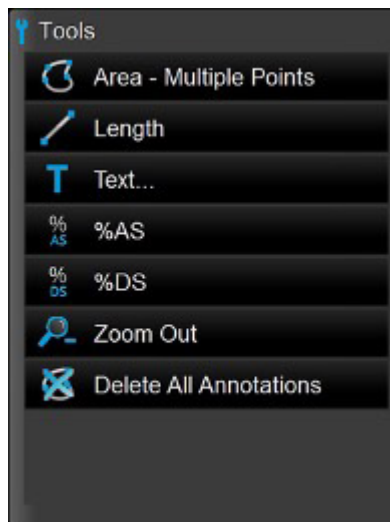 Tools
Area - Multiple Points
Length
T Text...
% AS %AS
% DS %DS
Zoom Out
Delete All Annotations